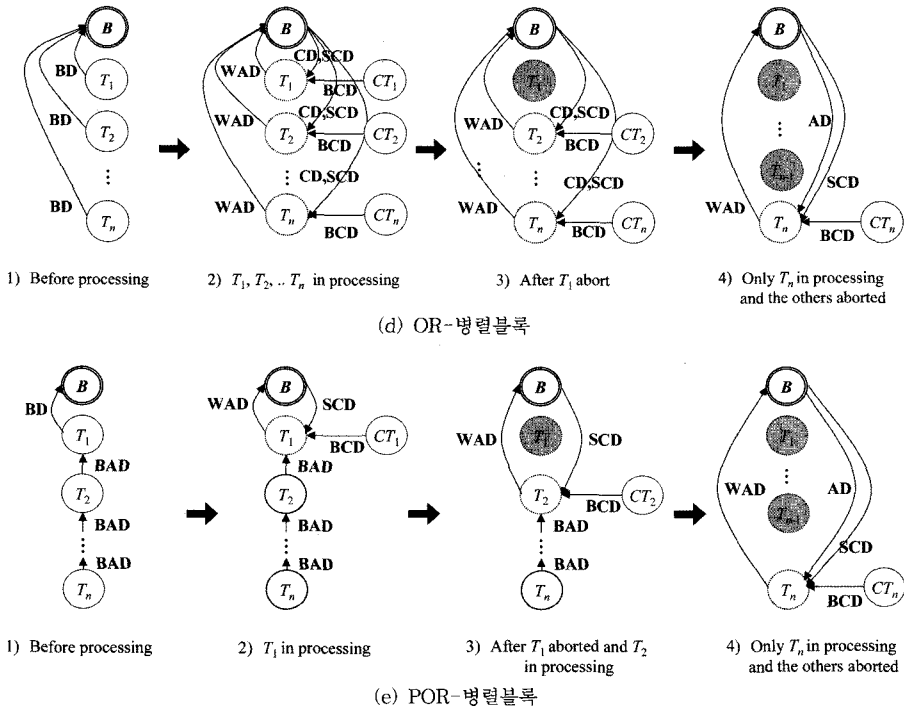 B
BD
T1
BD
T2
⋮
BD
Tn
1) Before processing
B
CD,SCD
WAD
T1
BCD
CT1
CD,SCD
WAD
T2
BCD
CT2
⋮
CD,SCD
WAD
Tn
BCD
CTn
2) T1, T2, .. Tn in processing
B
T1
CD,SCD
WAD
T2
BCD
CT2
⋮
CD,SCD
WAD
Tn
BCD
CTn
3) After T1 abort
B
T1
⋮
AD
Tn-1
SCD
WAD
Tn
BCD
CTn
4) Only Tn in processing
and the others aborted
(d) OR-병렬블록
B
BD
T1
BAD
T2
BAD
⋮
BAD
Tn
1) Before processing
B
WAD
SCD
T1
BCD
CT1
BAD
T2
BAD
⋮
BAD
Tn
2) T1 in processing
B
T1
WAD
SCD
T2
BCD
CT2
BAD
⋮
BAD
Tn
3) After T1 aborted and T2
in processing
B
T1
⋮
WAD
AD
Tn-1
SCD
Tn
BCD
CTn
4) Only Tn in processing
and the others aborted
(e) POR-병렬블록